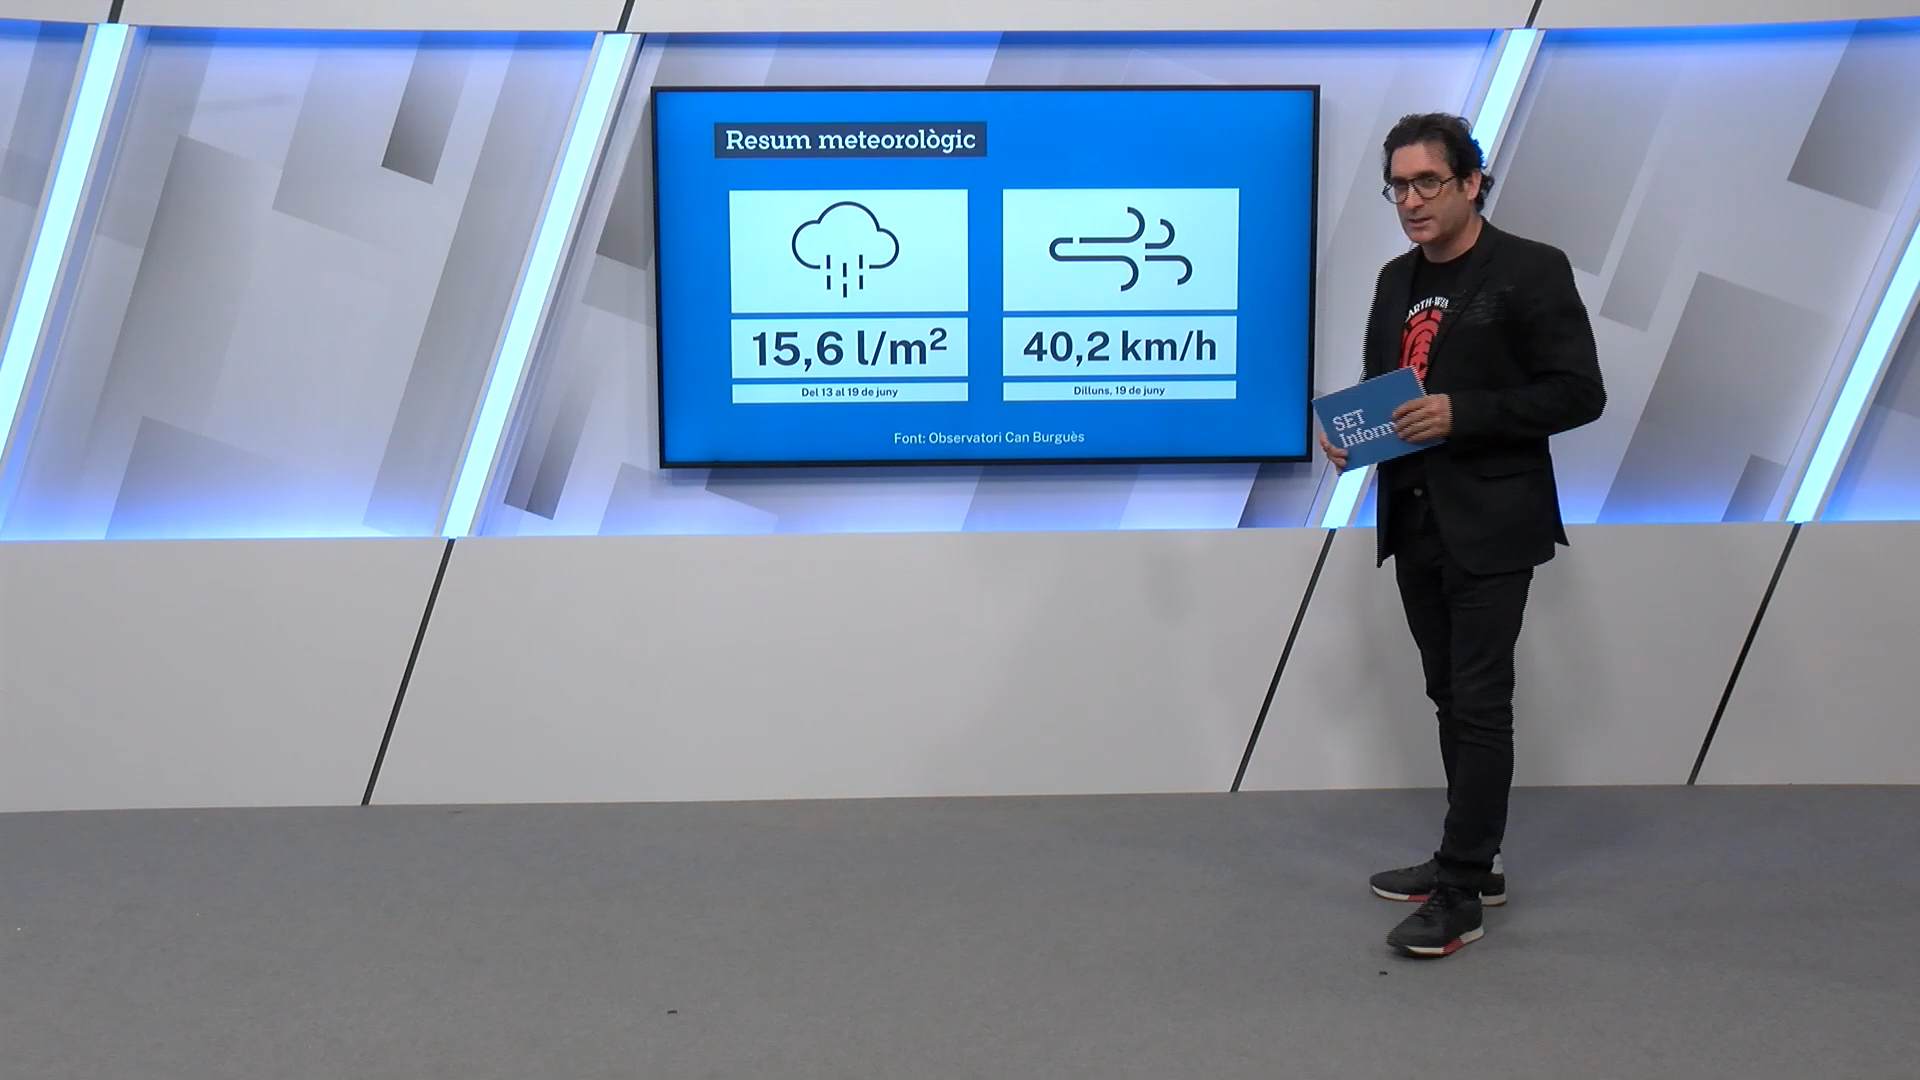 Resum meteorològic
15,6 l/m²
40,2 km/h
Del 13 al 19 de juny
Dilluns, 19 de juny
Font: Observatori Can Burguès
SET